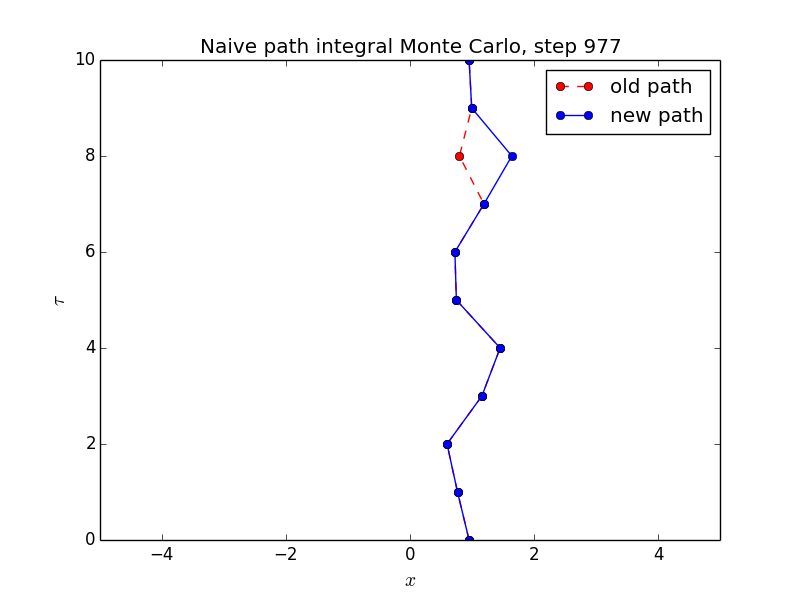 Naive path integral Monte Carlo, step 977
old path
new path
10
8
6
4
2
0
τ
−4 −2 0 2 4
x